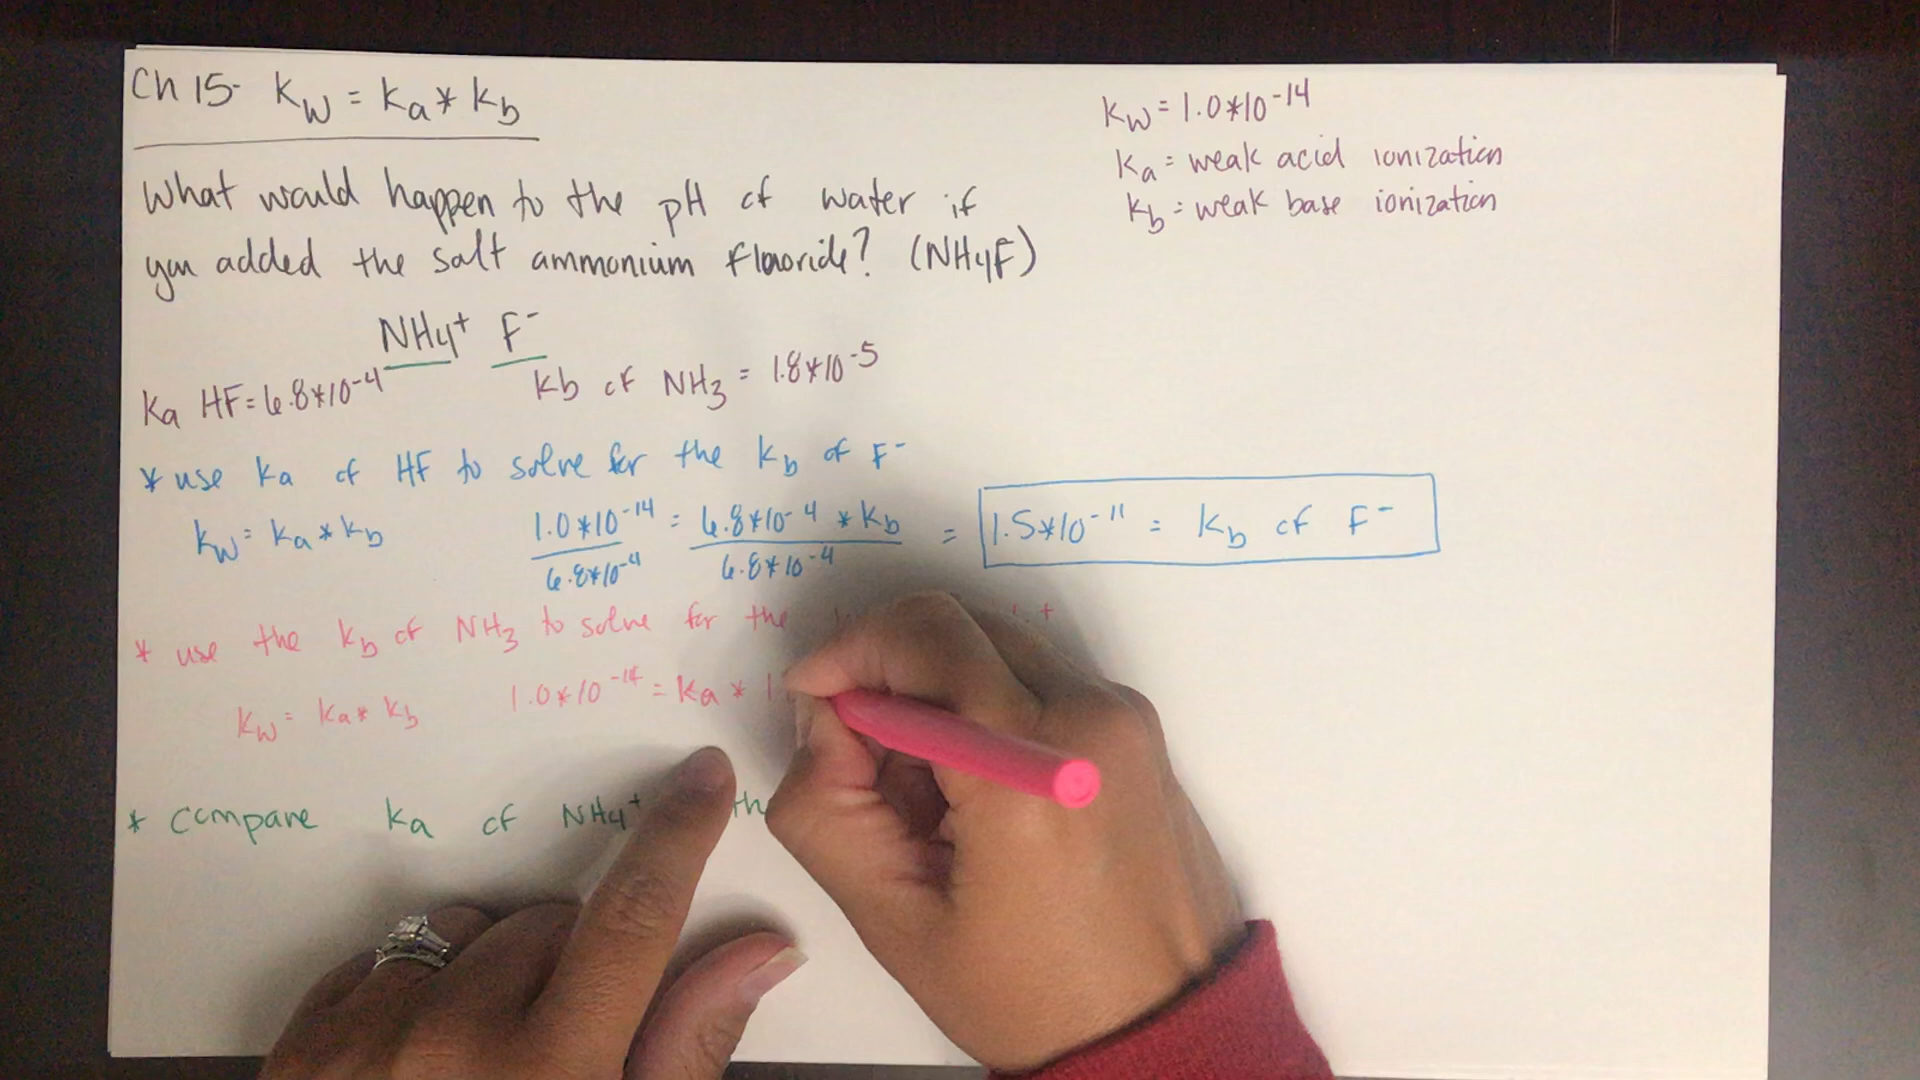 Ch 15- Kw = Ka * Kb
Kw = 1.0*10⁻¹⁴
Ka = weak acid ionization
Kb = weak base ionization
What would happen to the pH of water if
you added the salt ammonium fluoride? (NH4F)
NH4⁺ F⁻
Ka HF = 6.8*10⁻⁴
Kb of NH3 = 1.8*10⁻⁵
* use Ka of HF to solve for the Kb of F⁻
Kw = Ka * Kb
1.0*10⁻¹⁴ = 6.8*10⁻⁴ * Kb = 1.5*10⁻¹¹ = Kb of F⁻
6.8*10⁻⁴ 6.8*10⁻⁴
* use the Kb of NH3 to solve for the
Kw = Ka * Kb 1.0*10⁻¹⁴ = Ka * 1
* Compare Ka of NH4⁺